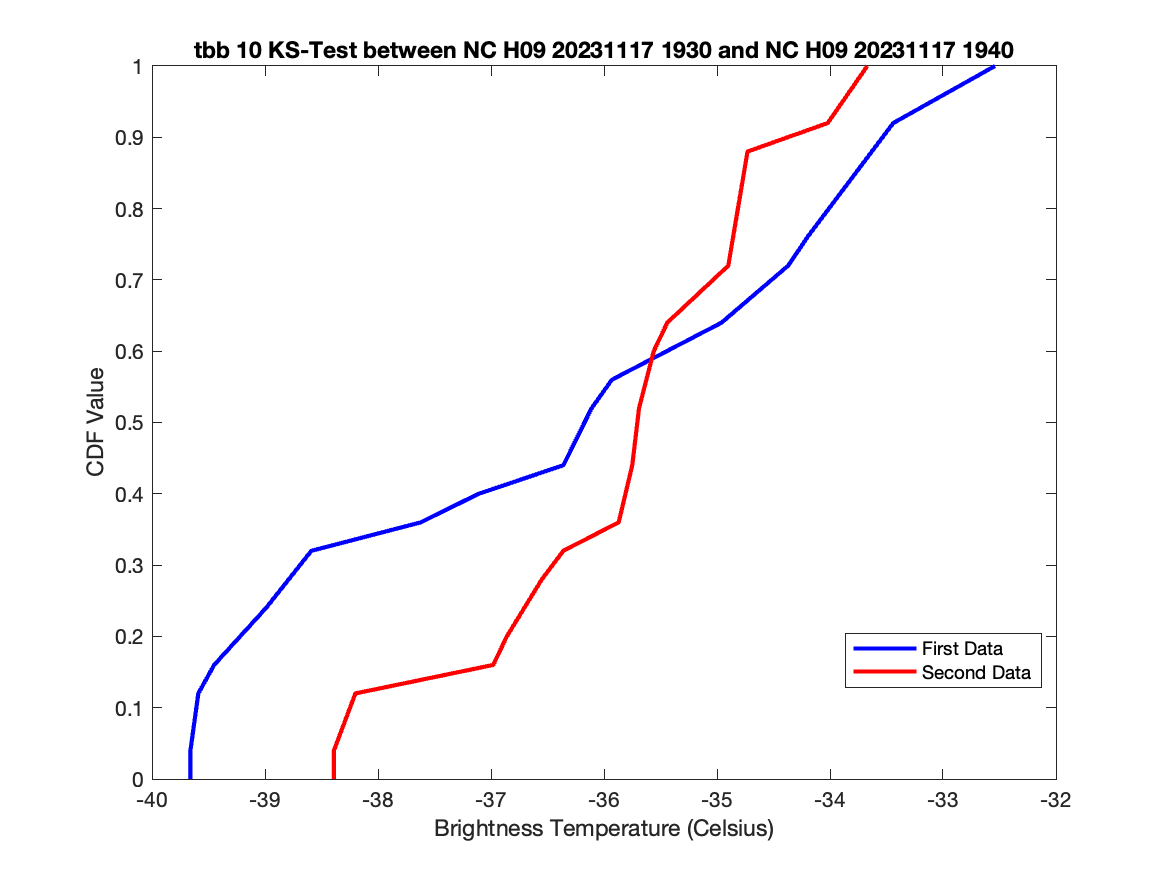 tbb 10 KS-Test between NC H09 20231117 1930 and NC H09 20231117 1940
1
0.9
0.8
0.7
0.6
0.5
0.4
0.3
0.2
0.1
0
CDF Value
First Data
Second Data
-40 -39 -38 -37 -36 -35 -34 -33 -32
Brightness Temperature (Celsius)